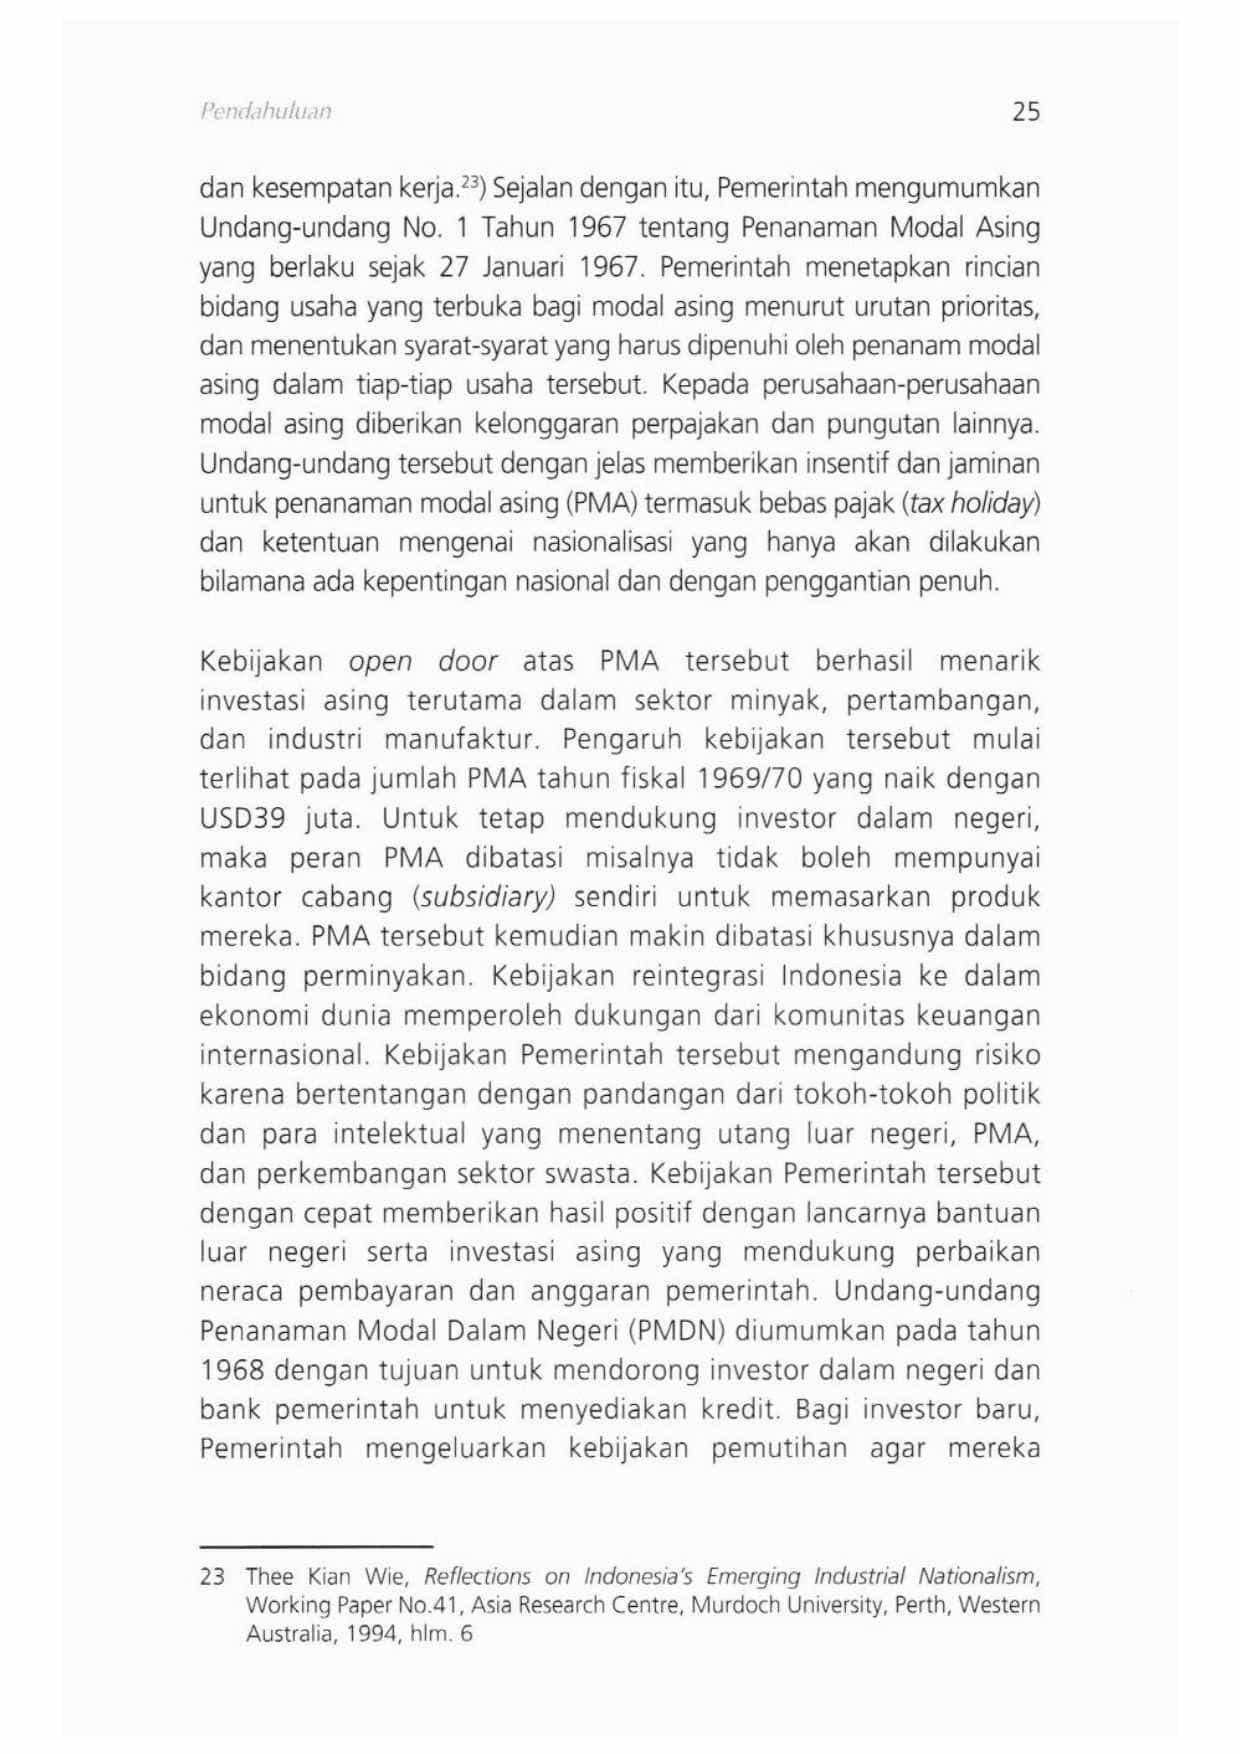 Pendahuluan 25
dan kesempatan kerja.²³) Sejalan dengan itu, Pemerintah mengumumkan
Undang-undang No. 1 Tahun 1967 tentang Penanaman Modal Asing
yang berlaku sejak 27 Januari 1967. Pemerintah menetapkan rincian
bidang usaha yang terbuka bagi modal asing menurut urutan prioritas,
dan menentukan syarat-syarat yang harus dipenuhi oleh penanam modal
asing dalam tiap-tiap usaha tersebut. Kepada perusahaan-perusahaan
modal asing diberikan kelonggaran perpajakan dan pungutan lainnya.
Undang-undang tersebut dengan jelas memberikan insentif dan jaminan
untuk penanaman modal asing (PMA) termasuk bebas pajak (tax holiday)
dan ketentuan mengenai nasionalisasi yang hanya akan dilakukan
bilamana ada kepentingan nasional dan dengan penggantian penuh.
Kebijakan open door atas PMA tersebut berhasil menarik
investasi asing terutama dalam sektor minyak, pertambangan,
dan industri manufaktur. Pengaruh kebijakan tersebut mulai
terlihat pada jumlah PMA tahun fiskal 1969/70 yang naik dengan
USD39 juta. Untuk tetap mendukung investor dalam negeri,
maka peran PMA dibatasi misalnya tidak boleh mempunyai
kantor cabang (subsidiary) sendiri untuk memasarkan produk
mereka. PMA tersebut kemudian makin dibatasi khususnya dalam
bidang perminyakan. Kebijakan reintegrasi Indonesia ke dalam
ekonomi dunia memperoleh dukungan dari komunitas keuangan
internasional. Kebijakan Pemerintah tersebut mengandung risiko
karena bertentangan dengan pandangan dari tokoh-tokoh politik
dan para intelektual yang menentang utang luar negeri, PMA,
dan perkembangan sektor swasta. Kebijakan Pemerintah tersebut
dengan cepat memberikan hasil positif dengan lancarnya bantuan
luar negeri serta investasi asing yang mendukung perbaikan
neraca pembayaran dan anggaran pemerintah. Undang-undang
Penanaman Modal Dalam Negeri (PMDN) diumumkan pada tahun
1968 dengan tujuan untuk mendorong investor dalam negeri dan
bank pemerintah untuk menyediakan kredit. Bagi investor baru,
Pemerintah mengeluarkan kebijakan pemutihan agar mereka
23 Thee Kian Wie, Reflections on Indonesia's Emerging Industrial Nationalism,
Working Paper No.41, Asia Research Centre, Murdoch University, Perth, Western
Australia, 1994, hlm. 6